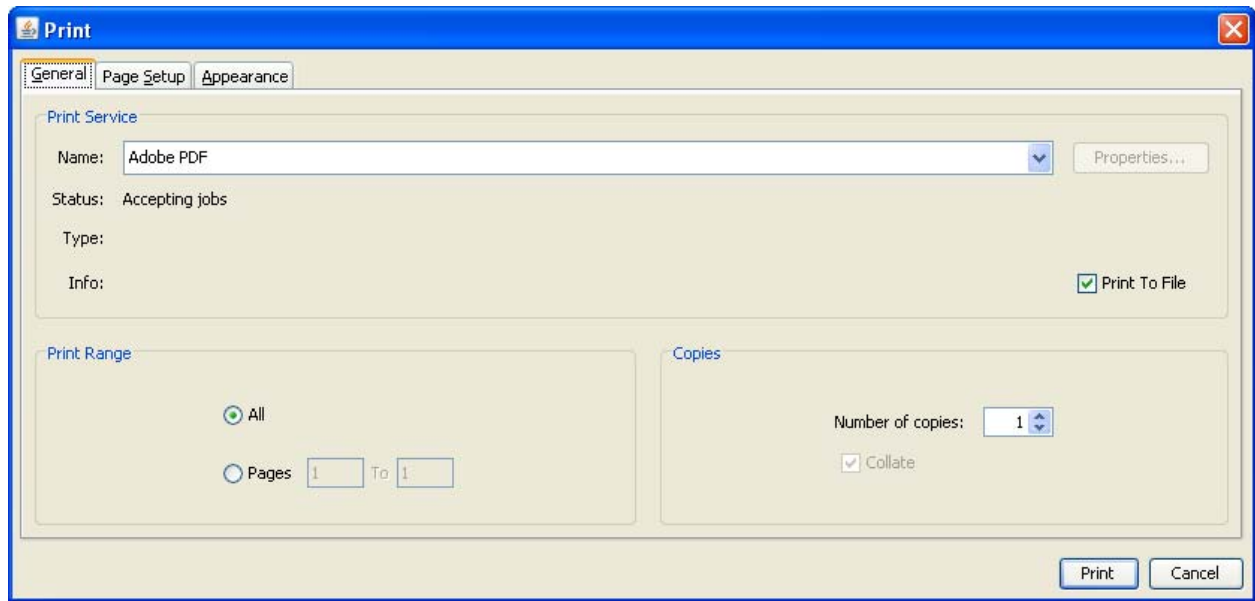 Print
General Page Setup Appearance
Print Service
Name: Adobe PDF Properties...
Status: Accepting jobs
Type:
Info: Print To File
Print Range
All
Pages 1 To 1
Copies
Number of copies: 1
Collate
Print Cancel